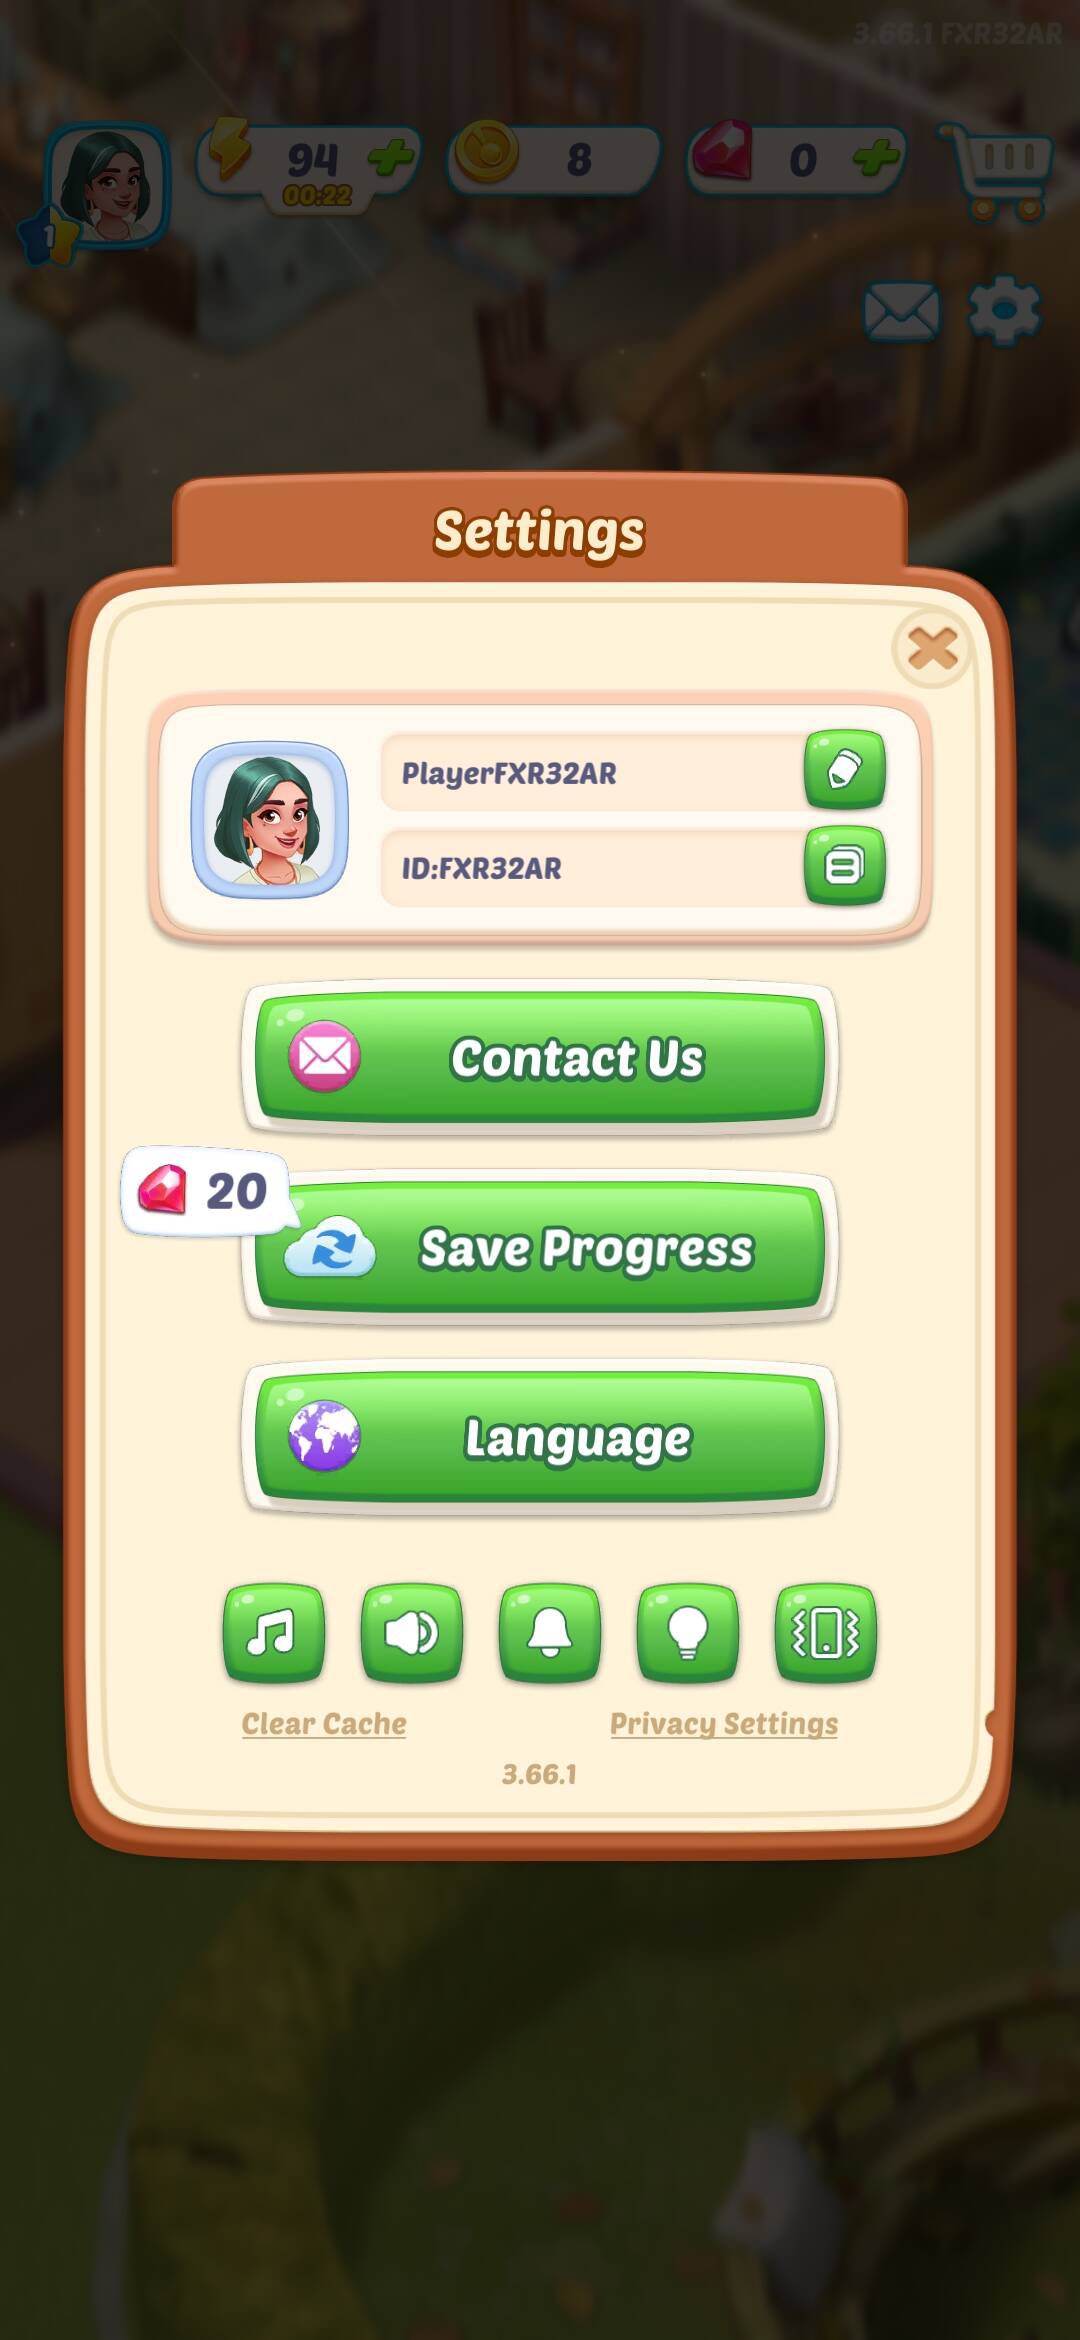 3.66.1 FXR32AR
94
8
0
00:22
1
Settings
PlayerFXR32AR
ID:FXR32AR
Contact Us
20
Save Progress
Language
Clear Cache
Privacy Settings
3.66.1